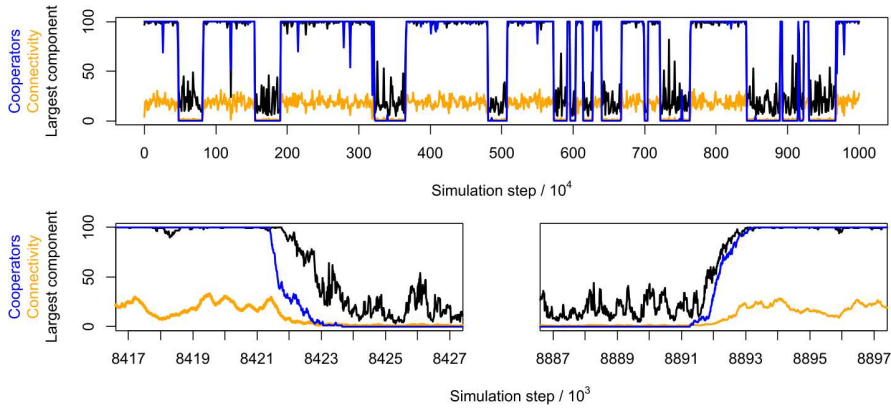 Cooperators
Connectivity
Largest component
100
50
0
0 100 200 300 400 500 600 700 800 900 1000
Simulation step / 10⁴
Cooperators
Connectivity
Largest component
100
50
0
8417 8419 8421 8423 8425 8427
8887 8889 8891 8893 8895 8897
Simulation step / 10³